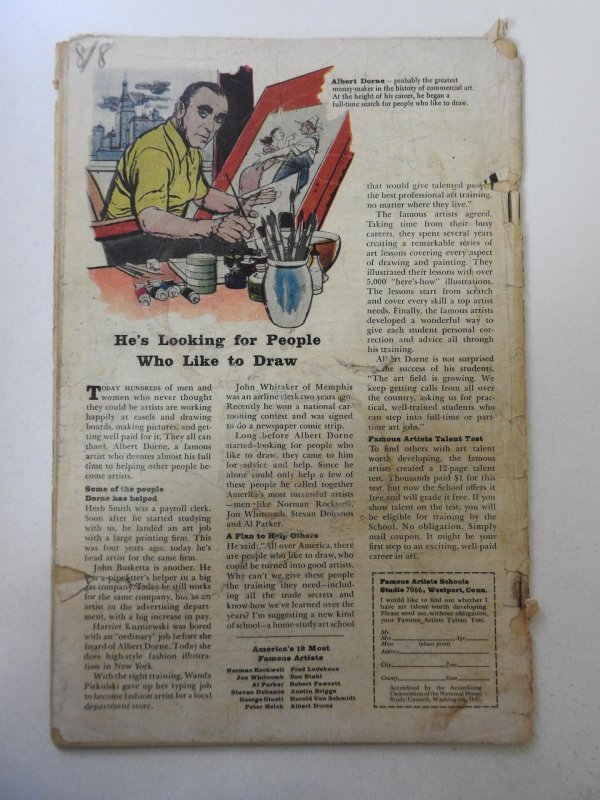 8/8
Albert Dorne – probably the greatest
money-maker in the history of commercial art.
At the height of his career, he began a
full-time search for people who like to draw.
He's Looking for People
Who Like to Draw
TODAY HUNDREDS of men and
women who never thought
they could be artists are working
happily at easels and drawing
boards, making pictures, and get-
ting well paid for it. They all can
thank Albert Dorne, a famous
artist who devotes almost his full
time to helping other people be-
come artists.
Some of the people
Dorne has helped
Herb Smith was a payroll clerk.
Soon after he started studying
with us, he landed an art job
with a large printing firm. This
was four years ago; today he's
head artist for the same firm.
John Busketta is another. He
was a pipefitter's helper in a big
gas company. Today he still works
for the same company, but as an
artist in the advertising depart-
ment, with a big increase in pay.
Harriet Kuzniewski was bored
with an "ordinary" job before she
heard of Albert Dorne. Today she
does high-style fashion illustra-
tion in New York.
With the right training, Wanda
Pickulski gave up her typing job
to become fashion artist for a local
department store.
John Whitaker of Memphis
was an airline clerk two years ago.
Recently he won a national car-
tooning contest and was signed
to do a newspaper comic strip.
Long before Albert Dorne
started looking for people who
like to draw, they came to him
for advice and help. Since he
alone could only help a few of
these people he called together
America's most successful artists
—men like Norman Rockwell,
Jon Whitcomb, Stevan Dohanos
and Al Parker.
A Plan to Help Others
He said: "All over America, there
are people who like to draw, who
could be turned into good artists.
Why can't we give these people
the training they need—includ-
ing all the trade secrets and
know-how we've learned over the
years? I'm suggesting a new kind
of school—a home-study art school
America's 12 Most
Famous Artists
Norman Rockwell Fred Ludekens
Jon Whitcomb Ben Stahl
Al Parker Robert Fawcett
Stevan Dohanos Austin Briggs
George Giusti Harold Von Schmidt
Peter Helck Albert Dorne
that would give talented people
the best professional art training,
no matter where they live."
The famous artists agreed.
Taking time from their busy
careers, they spent several years
creating a remarkable series of
art lessons covering every aspect
of drawing and painting. They
illustrated their lessons with over
5,000 "here's-how" illustrations.
The lessons start from scratch
and cover every skill a top artist
needs. Finally, the famous artists
developed a wonderful way to
give each student personal cor-
rection and advice all through
his training.
Albert Dorne is not surprised
the success of his students.
"The art field is growing. We
keep getting calls from all over
the country, asking us for prac-
tical, well-trained students who
can step into full-time or part-
time art jobs."
Famous Artists Talent Test
To find others with art talent
worth developing, the famous
artists created a 12-page talent
test. Thousands paid $1 for this
test, but now the School offers it
free and will grade it free. If you
show talent on the test, you will
be eligible for training by the
School. No obligation. Simply
mail coupon. It might be your
first step to an exciting, well-paid
career in art.
Famous Artists Schools
Studio 7066, Westport, Conn.
I would like to find out whether I
have art talent worth developing.
Please send me, without obligation,
your Famous Artists Talent Test.
Mr.
Mrs. Age
Miss (please print)
Address
City Zone
County State
Accredited by the Accrediting
Commission of the National Home
Study Council, Washington, D.C.